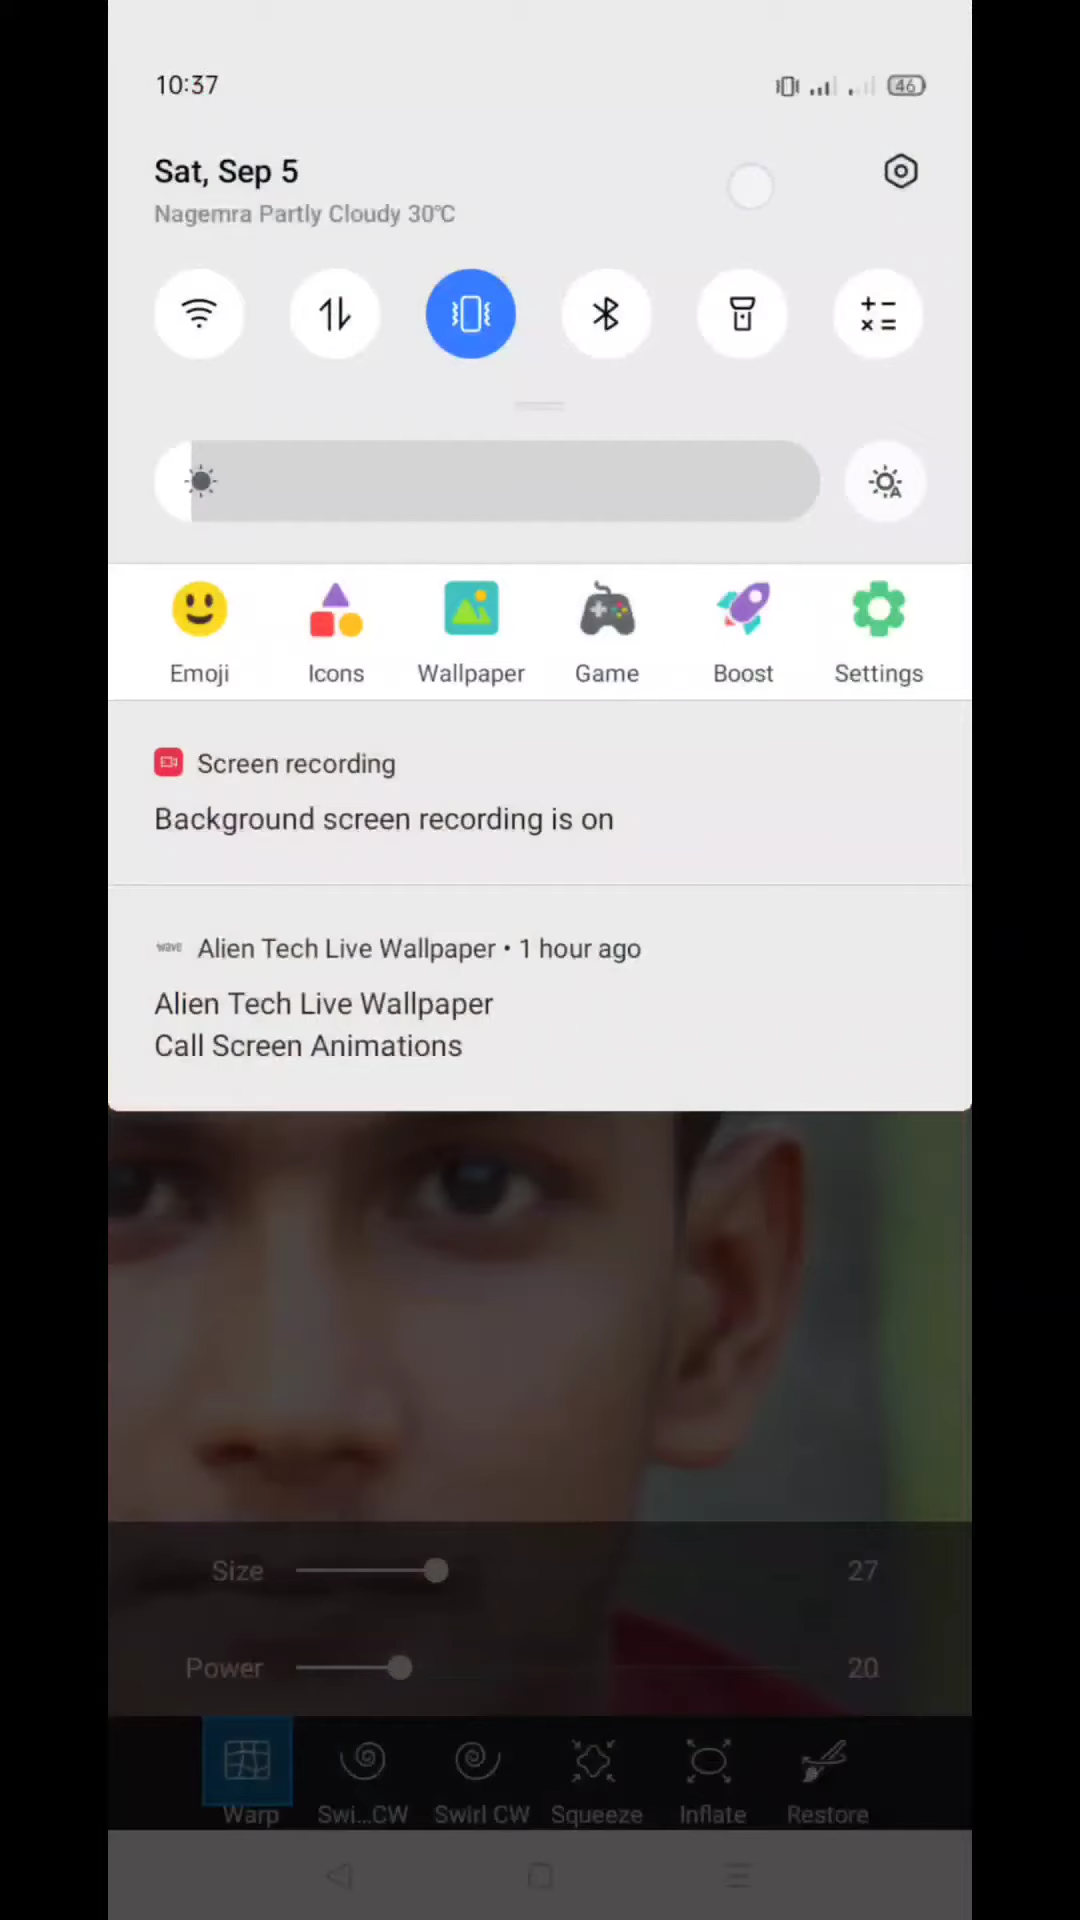 10:37
46
Sat, Sep 5
Nagemra Partly Cloudy 30°C
Emoji Icons Wallpaper Game Boost Settings
Screen recording
Background screen recording is on
wave Alien Tech Live Wallpaper • 1 hour ago
Alien Tech Live Wallpaper
Call Screen Animations
Size 27
Power 20
Warp Swi...CW Swirl CW Squeeze Inflate Restore